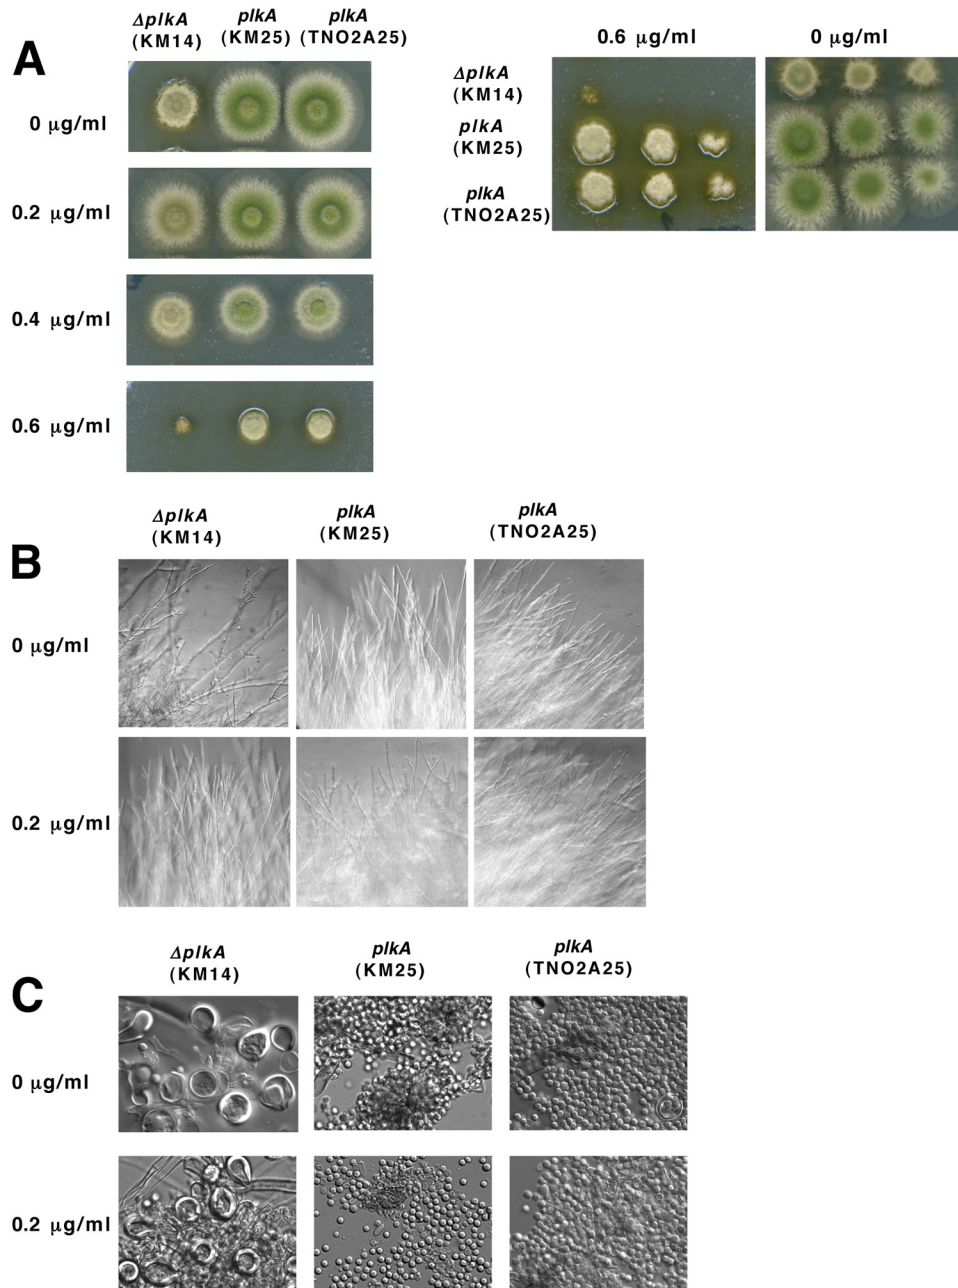 A
ΔplkA
(KM14)
plkA
(KM25)
plkA
(TNO2A25)
0 μg/ml
0.2 μg/ml
0.4 μg/ml
0.6 μg/ml
0.6 μg/ml
0 μg/ml
ΔplkA
(KM14)
plkA
(KM25)
plkA
(TNO2A25)
B
ΔplkA
(KM14)
plkA
(KM25)
plkA
(TNO2A25)
0 μg/ml
0.2 μg/ml
C
ΔplkA
(KM14)
plkA
(KM25)
plkA
(TNO2A25)
0 μg/ml
0.2 μg/ml